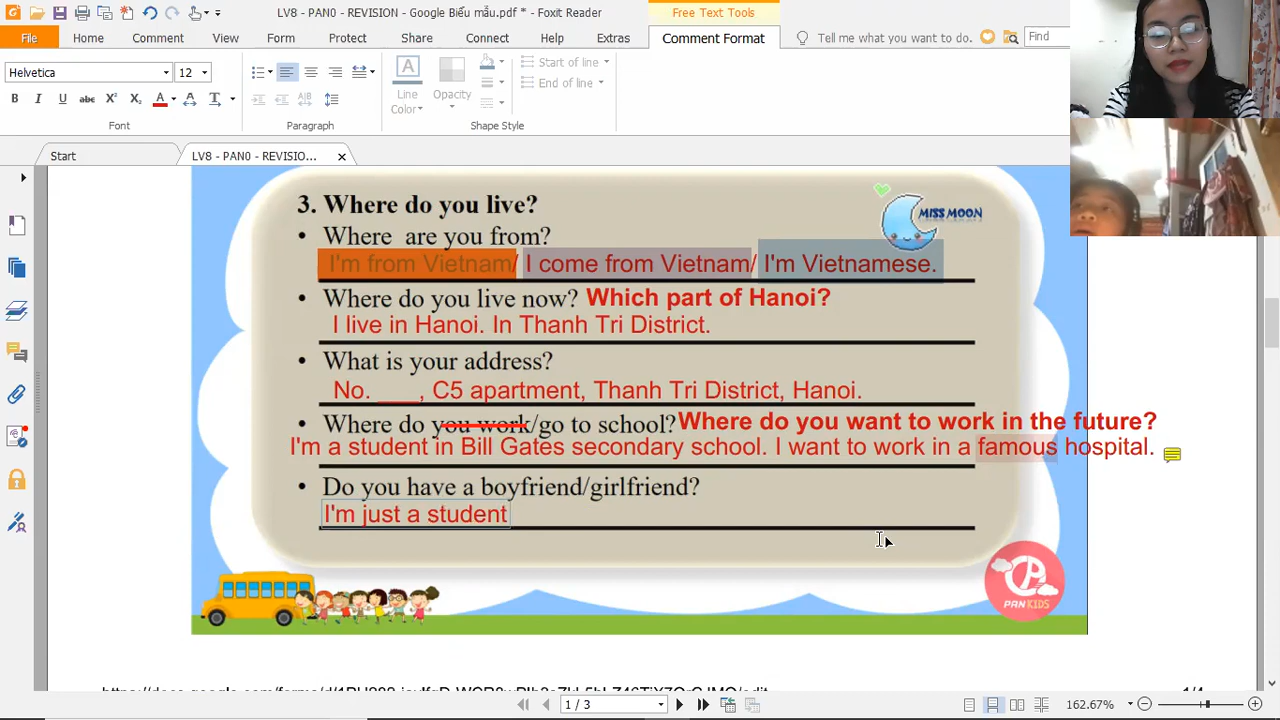 LV8 - PAN0 - REVISION - Google Biểu mẫu.pdf * - Foxit Reader
Free Text Tools
File Home Comment View Form Protect Share Connect Help Extras Comment Format Tell me what you want to do. Find
Helvetica 12
Start of line
End of line
Line Color
Opacity
Font Paragraph Shape Style
Start LV8 - PAN0 - REVISIO...
3. Where do you live?
MISS MOON
• Where are you from?
I'm from Vietnam/ I come from Vietnam/ I'm Vietnamese.
• Where do you live now? Which part of Hanoi?
I live in Hanoi. In Thanh Tri District.
• What is your address?
No. ___, C5 apartment, Thanh Tri District, Hanoi.
• Where do you work/go to school? Where do you want to work in the future?
I'm a student in Bill Gates secondary school. I want to work in a famous hospital.
• Do you have a boyfriend/girlfriend?
I'm just a student
PAN KIDS
1 / 3
162.67%